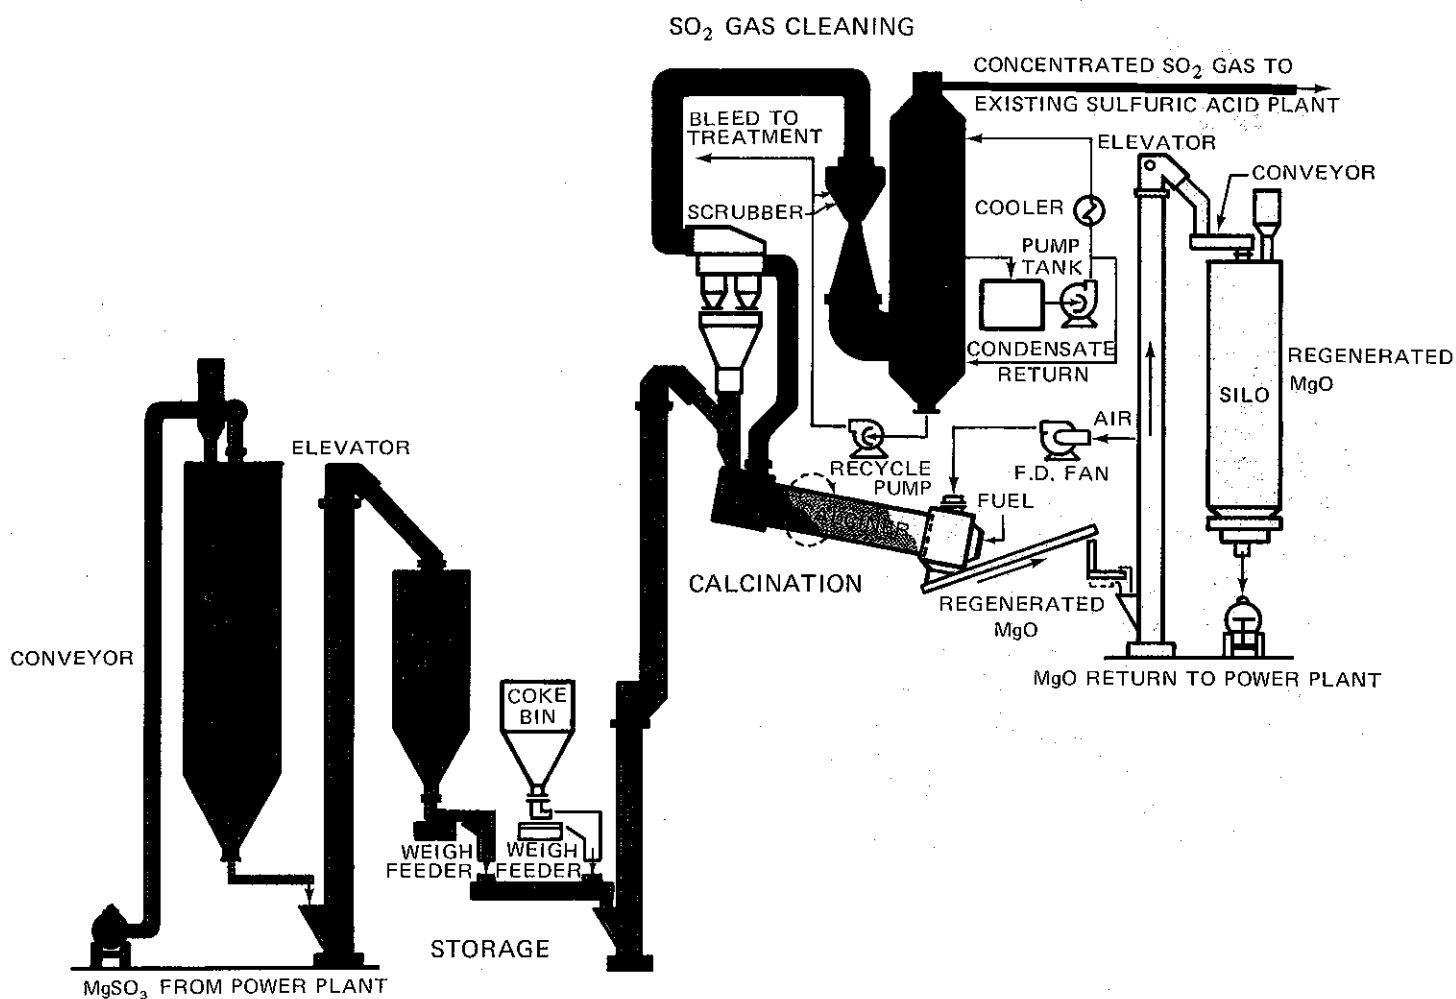 SO₂ GAS CLEANING
CONCENTRATED SO₂ GAS TO
EXISTING SULFURIC ACID PLANT
BLEED TO
TREATMENT
ELEVATOR
CONVEYOR
SCRUBBER
COOLER
PUMP
TANK
CONDENSATE
RETURN
REGENERATED
MgO
SILO
AIR
ELEVATOR
RECYCLE
PUMP
F.D. FAN
FUEL
CALCINER
CALCINATION
REGENERATED
MgO
CONVEYOR
MgO RETURN TO POWER PLANT
COKE
BIN
WEIGH
FEEDER
WEIGH
FEEDER
STORAGE
MgSO₃ FROM POWER PLANT